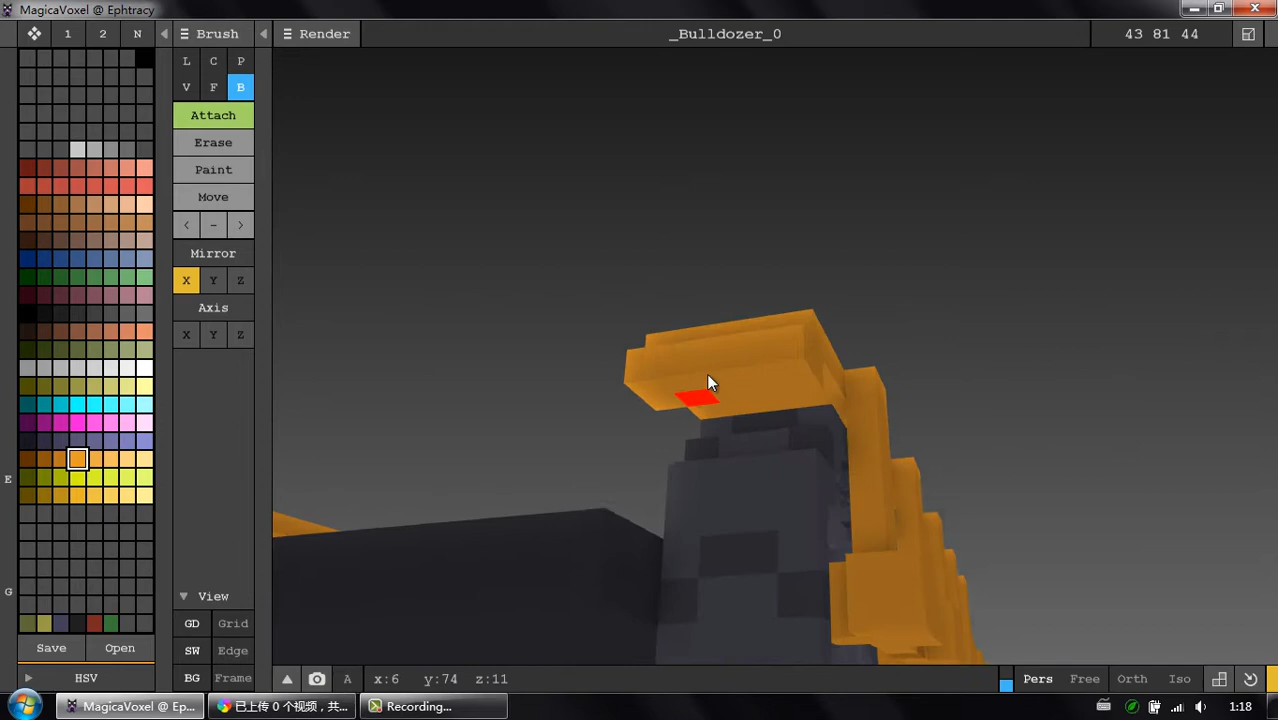 MagicaVoxel @ Ephtracy
1 2 N Brush Render _Bulldozer_0 43 81 44
L C P
V F B
Attach
Erase
Paint
Move
< - >
Mirror
X Y Z
Axis
X Y Z
E
G
View
GD Grid
SW Edge
BG Frame
Save Open
HSV
A x:6 y:74 z:11 Pers Free Orth Iso
MagicaVoxel @ Ep... 已上传 0 个视频，共... Recording... 1:18